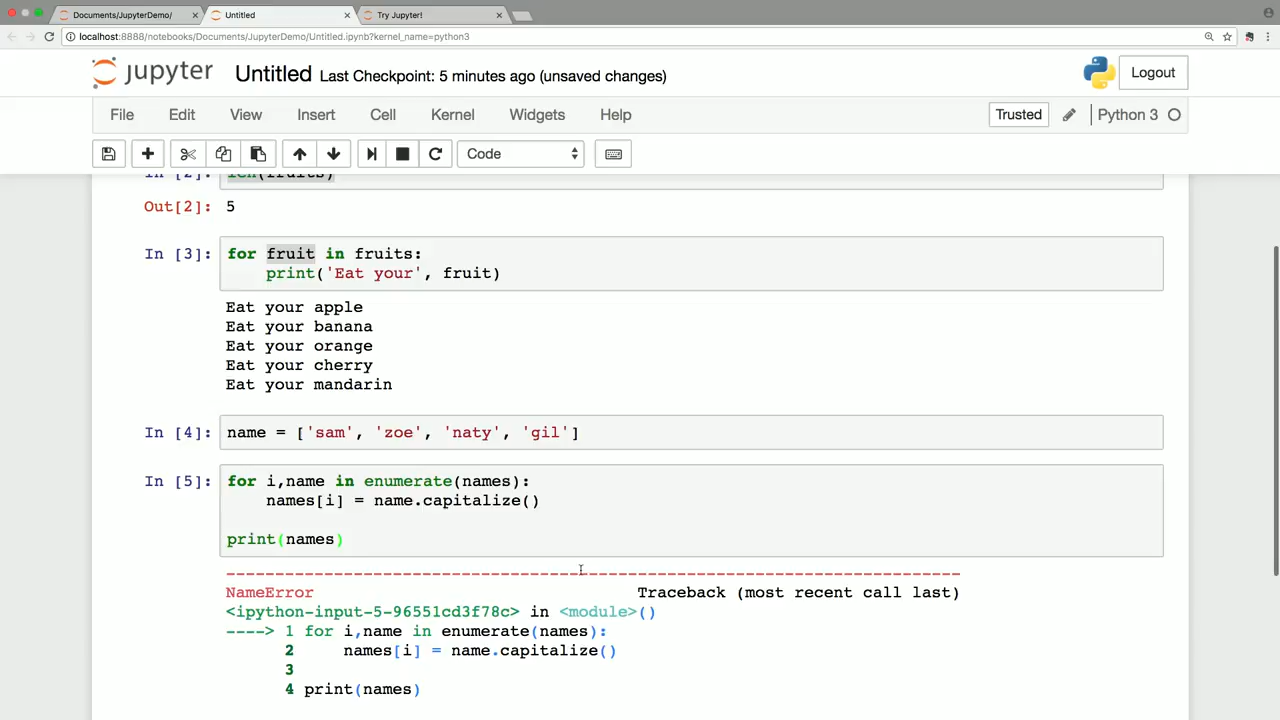 Documents/JupyterDemo/
Untitled
Try Jupyter!
localhost:8888/notebooks/Documents/JupyterDemo/Untitled.ipynb?kernel_name=python3
jupyter Untitled Last Checkpoint: 5 minutes ago (unsaved changes)
Logout
File Edit View Insert Cell Kernel Widgets Help
Trusted
Python 3
Code
In [2]: len(fruits)
Out[2]: 5
In [3]: for fruit in fruits:
print('Eat your', fruit)
Eat your apple
Eat your banana
Eat your orange
Eat your cherry
Eat your mandarin
In [4]: name = ['sam', 'zoe', 'naty', 'gil']
In [5]: for i,name in enumerate(names):
names[i] = name.capitalize()
print(names)
---------------------------------------------------------------------------
NameError Traceback (most recent call last)
<ipython-input-5-96551cd3f78c> in <module>()
----> 1 for i,name in enumerate(names):
2 names[i] = name.capitalize()
3
4 print(names)